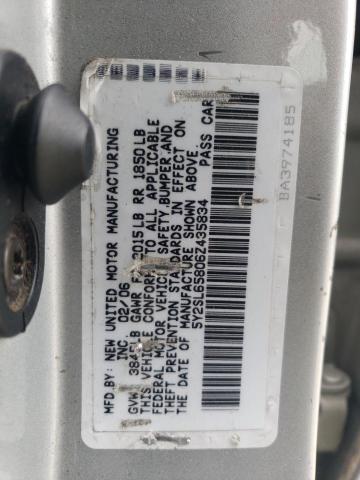 MFD. BY: NEW UNITED MOTOR MANUFACTURING
INC. 02/06
GAWR 2015LB RR 1850LB
THIS VEHICLE CONFORMS TO ALL APPLICABLE
FEDERAL MOTOR VEHICLE SAFETY, BUMPER, AND
THEFT PREVENTION STANDARDS IN EFFECT ON
THE DATE OF MANUFACTURE SHOWN ABOVE.
5Y2SL65806Z435834 PASS CAR
BA3974185